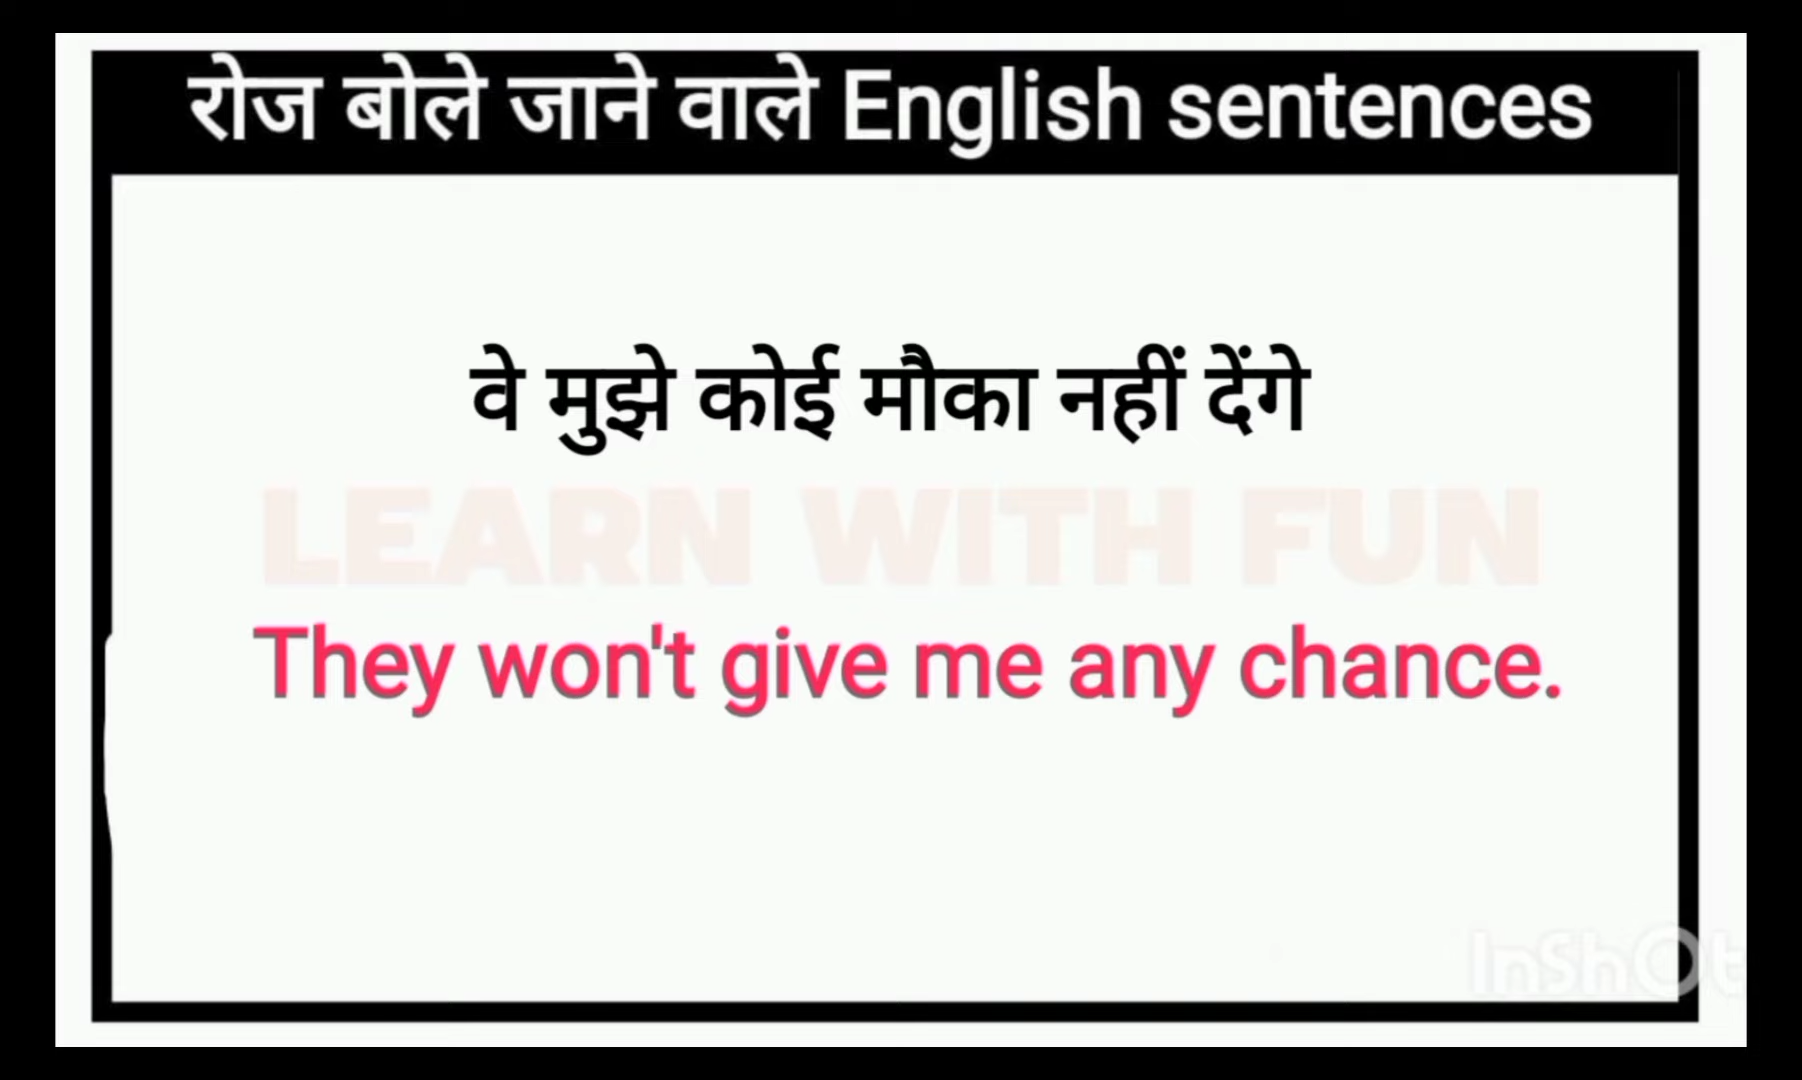 रोज बोले जाने वाले English sentences
वे मुझे कोई मौका नहीं देंगे
LEARN WITH FUN
They won't give me any chance.
InShOt